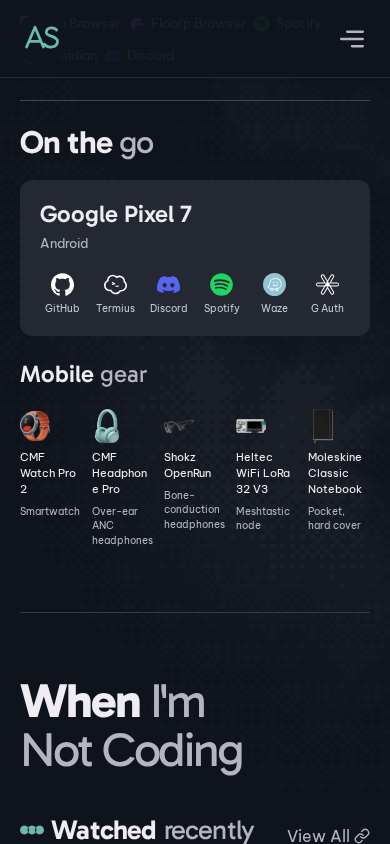 Browser Floorp Browser Spotify
AS
Obsidian Discord
On the go
Google Pixel 7
Android
GitHub Termius Discord Spotify Waze G Auth
Mobile gear
CMF Watch Pro 2
Smartwatch
CMF Headphone Pro
Over-ear ANC headphones
Shokz OpenRun
Bone-conduction headphones
Heltec WiFi LoRa 32 V3
Meshtastic node
Moleskine Classic Notebook
Pocket, hard cover
When I'm
Not Coding
Watched recently View All